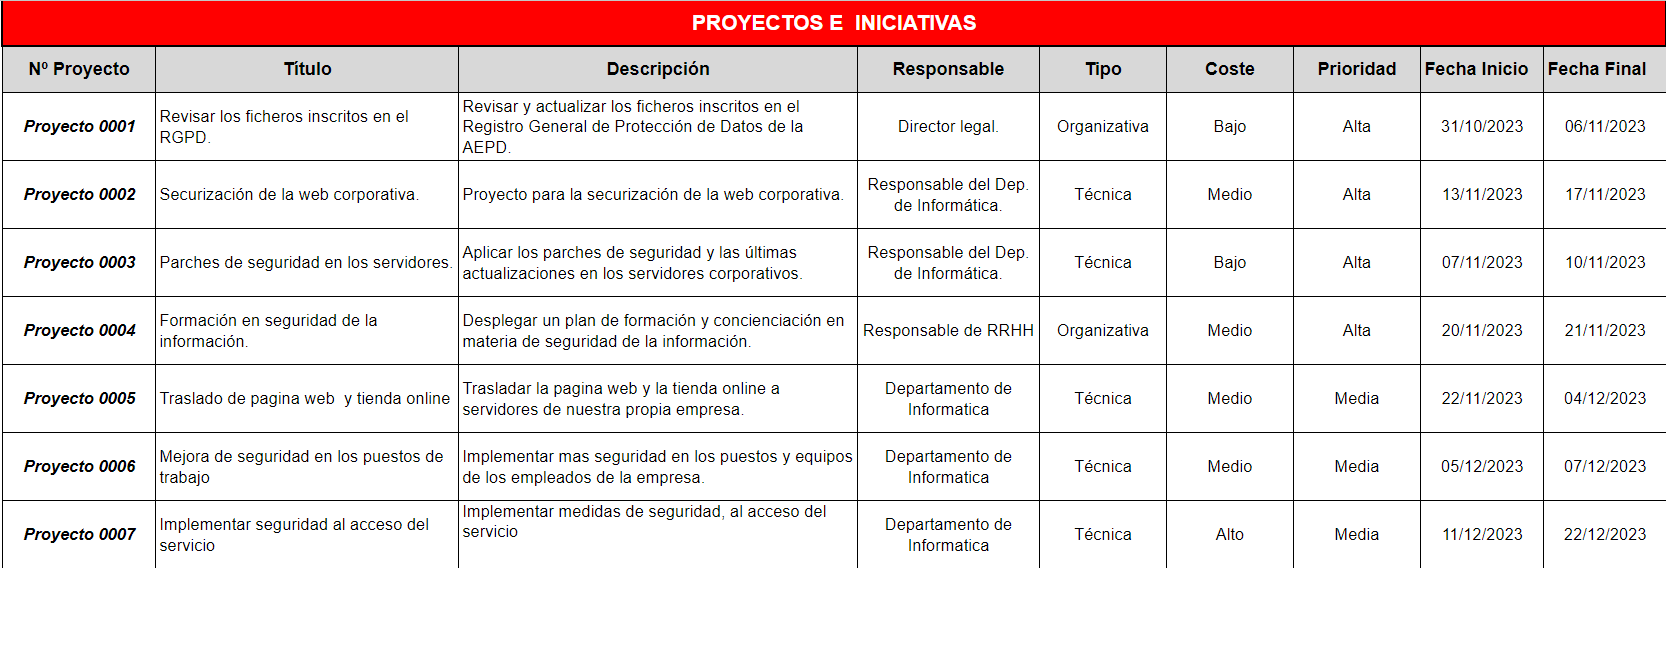 PROYECTOS E  INICIATIVAS
Nº Proyecto Título Descripción Responsable Tipo Coste Prioridad Fecha Inicio Fecha Final
Proyecto 0001
Revisar los ficheros inscritos en el
RGPD.
Revisar y actualizar los ficheros inscritos en el
Registro General de Protección de Datos de la
AEPD.
Director legal.
Organizativa
Bajo
Alta
31/10/2023
06/11/2023
Proyecto 0002
Securización de la web corporativa.
Proyecto para la securización de la web corporativa.
Responsable del Dep.
de Informática.
Técnica
Medio
Alta
13/11/2023
17/11/2023
Proyecto 0003
Parches de seguridad en los servidores.
Aplicar los parches de seguridad y las últimas
actualizaciones en los servidores corporativos.
Responsable del Dep.
de Informática.
Técnica
Bajo
Alta
07/11/2023
10/11/2023
Proyecto 0004
Formación en seguridad de la
información.
Desplegar un plan de formación y concienciación en
materia de seguridad de la información.
Responsable de RRHH
Organizativa
Medio
Alta
20/11/2023
21/11/2023
Proyecto 0005
Traslado de pagina web  y tienda online
Trasladar la pagina web y la tienda online a
servidores de nuestra propia empresa.
Departamento de
Informatica
Técnica
Medio
Media
22/11/2023
04/12/2023
Proyecto 0006
Mejora de seguridad en los puestos de
trabajo
Implementar mas seguridad en los puestos y equipos
de los empleados de la empresa.
Departamento de
Informatica
Técnica
Medio
Media
05/12/2023
07/12/2023
Proyecto 0007
Implementar seguridad al acceso del
servicio
Implementar medidas de seguridad, al acceso del
servicio
Departamento de
Informatica
Técnica
Alto
Media
11/12/2023
22/12/2023